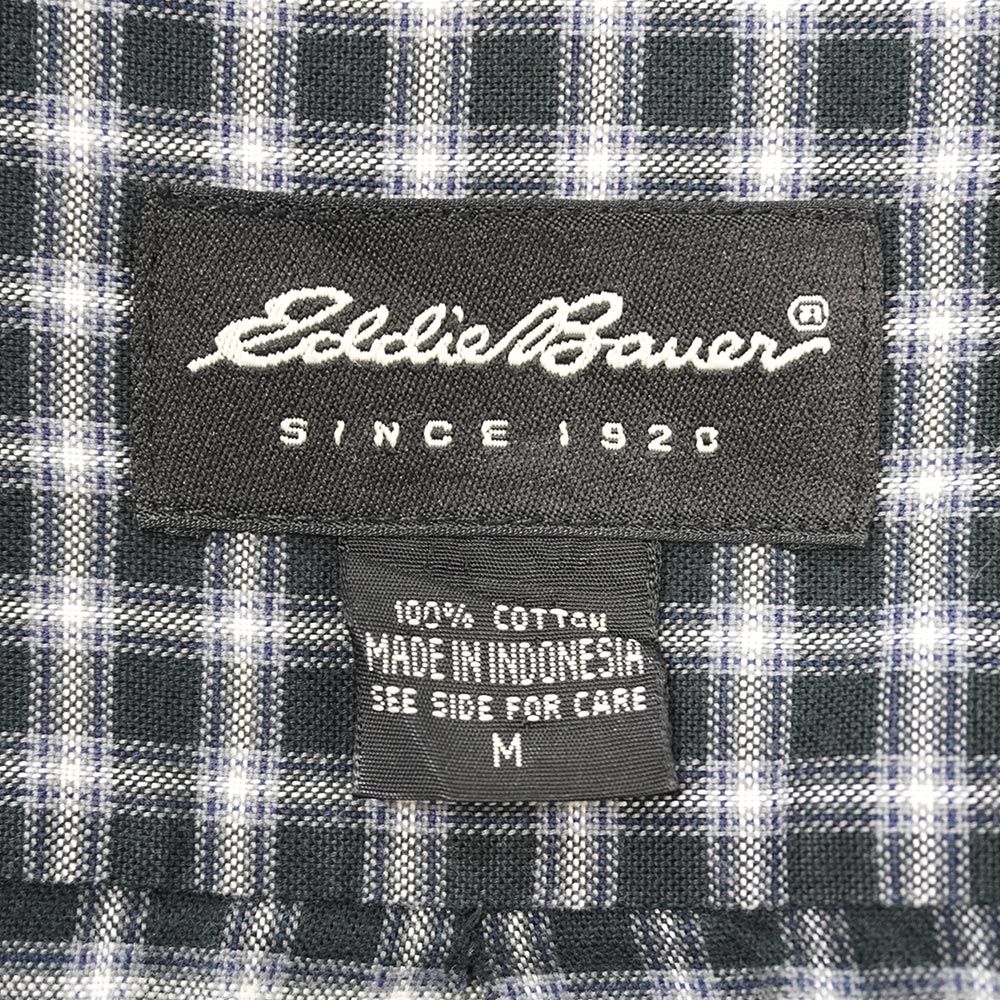 Eddie Bauer®
SINCE 1920
100% COTTON
MADE IN INDONESIA
SEE SIDE FOR CARE
M